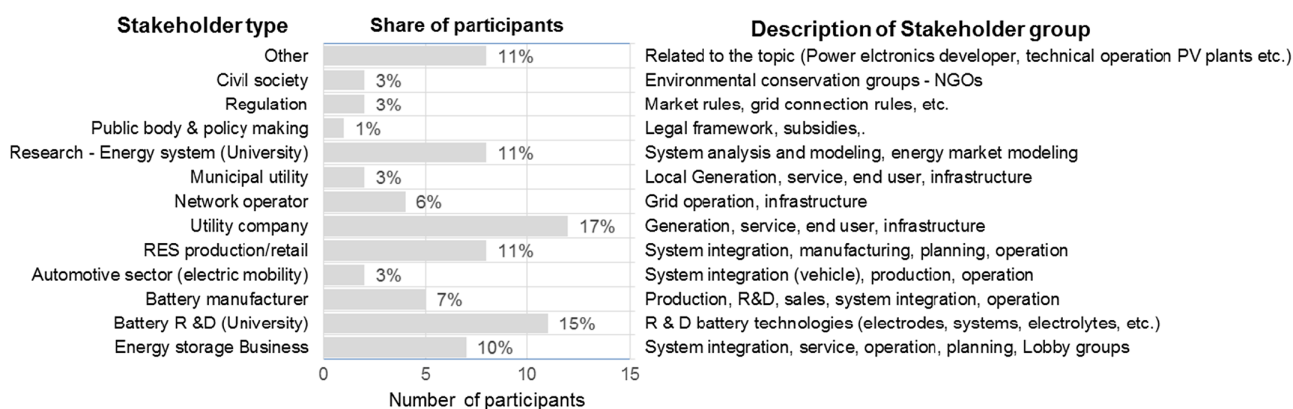 Stakeholder type Share of participants Description of Stakeholder group
Other 11% Related to the topic (Power elctronics developer, technical operation PV plants etc.)
Civil society 3% Environmental conservation groups - NGOs
Regulation 3% Market rules, grid connection rules, etc.
Public body & policy making 1% Legal framework, subsidies,.
Research - Energy system (University) 11% System analysis and modeling, energy market modeling
Municipal utility 3% Local Generation, service, end user, infrastructure
Network operator 6% Grid operation, infrastructure
Utility company 17% Generation, service, end user, infrastructure
RES production/retail 11% System integration, manufacturing, planning, operation
Automotive sector (electric mobility) 3% System integration (vehicle), production, operation
Battery manufacturer 7% Production, R&D, sales, system integration, operation
Battery R &D (University) 15% R & D battery technologies (electrodes, systems, electrolytes, etc.)
Energy storage Business 10% System integration, service, operation, planning, Lobby groups
0 5 10 15
Number of participants